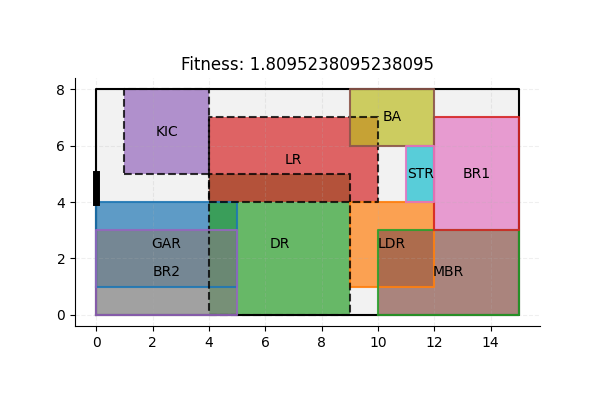 Fitness: 1.8095238095238095
8
6
4
2
0
KIC
BA
LR
STR
BR1
GAR
DR
LDR
BR2
MBR
0 2 4 6 8 10 12 14